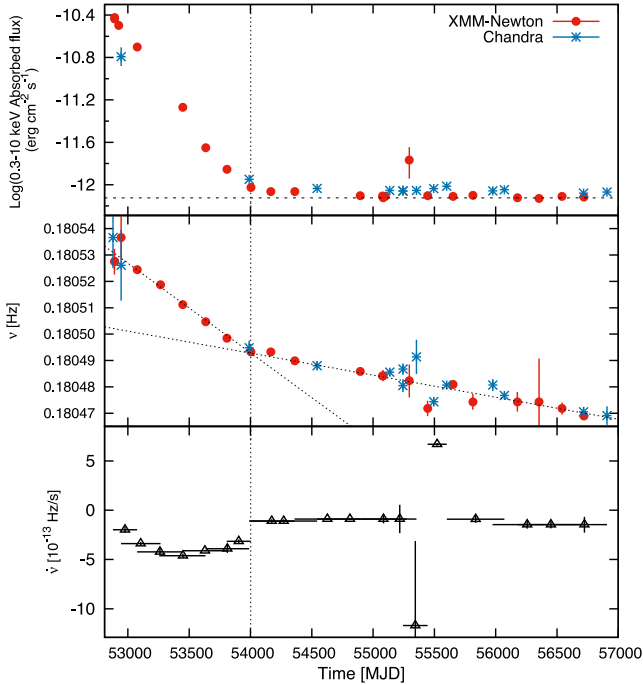 XMM-Newton
Chandra
Log(0.3-10 keV Absorbed flux)
(erg cm⁻² s⁻¹)
-10.4
-10.8
-11.2
-11.6
-12
ν [Hz]
0.18054
0.18053
0.18052
0.18051
0.18050
0.18049
0.18048
0.18047
ν̇ [10⁻¹³ Hz/s]
5
0
-5
-10
53000 53500 54000 54500 55000 55500 56000 56500 57000
Time [MJD]